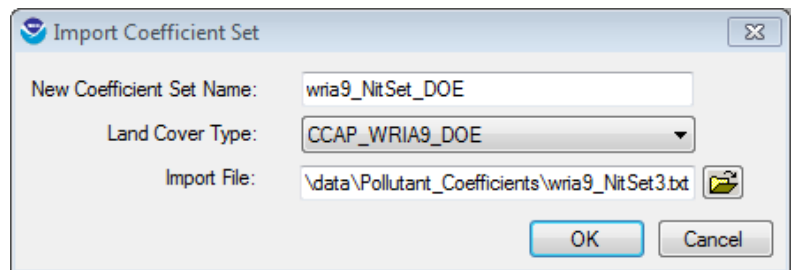 Import Coefficient Set
New Coefficient Set Name: wria9_NitSet_DOE
Land Cover Type: CCAP_WRIA9_DOE
Import File: \data\Pollutant_Coefficients\wria9_NitSet3.txt
OK Cancel